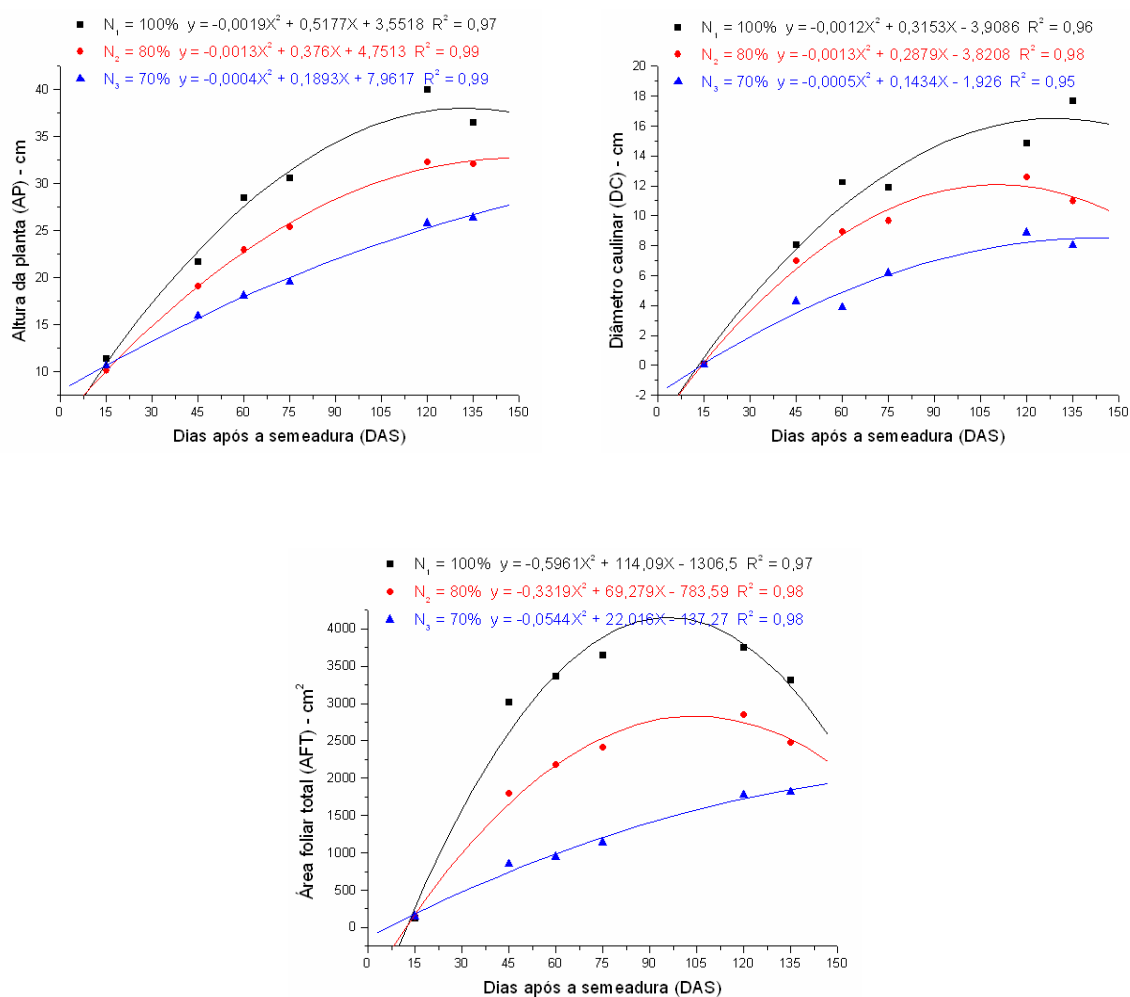 N₁ = 100% y = -0,0019X² + 0,5177X + 3,5518 R² = 0,97
N₂ = 80% y = -0,0013X² + 0,376X + 4,7513 R² = 0,99
N₃ = 70% y = -0,0004X² + 0,1893X + 7,9617 R² = 0,99
40
35
30
25
20
15
10
Altura da planta (AP) - cm
0 15 30 45 60 75 90 105 120 135 150
Dias após a semeadura (DAS)
N₁ = 100% y = -0,0012X² + 0,3153X - 3,9086 R² = 0,96
N₂ = 80% y = -0,0013X² + 0,2879X - 3,8208 R² = 0,98
N₃ = 70% y = -0,0005X² + 0,1434X - 1,926 R² = 0,95
20
18
16
14
12
10
8
6
4
2
0
-2
Diâmetro caulinar (DC) - cm
0 15 30 45 60 75 90 105 120 135 150
Dias após a semeadura (DAS)
N₁ = 100% y = -0,5961X² + 114,09X - 1306,5 R² = 0,97
N₂ = 80% y = -0,3319X² + 69,279X - 783,59 R² = 0,98
N₃ = 70% y = -0,0544X² + 22,016X - 137,27 R² = 0,98
4000
3500
3000
2500
2000
1500
1000
500
0
Área foliar total (AFT) - cm²
0 15 30 45 60 75 90 105 120 135 150
Dias após a semeadura (DAS)